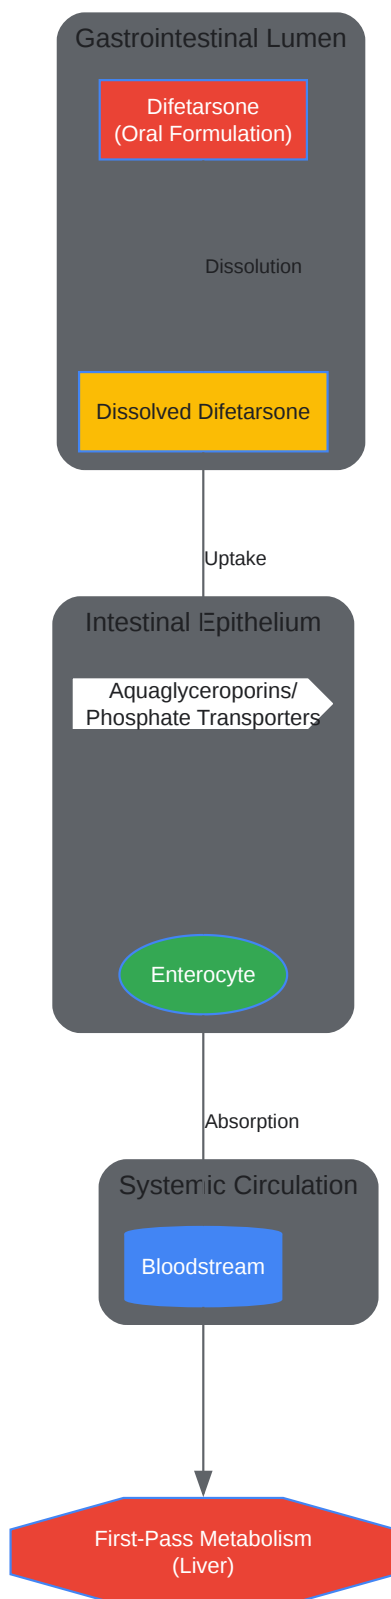 Gastrointestinal Lumen
Difetarsone
(Oral Formulation)
Dissolution
Dissolved Difetarsone
Uptake
Intestinal Epithelium
Aquaglyceroporins/
Phosphate Transporters
Enterocyte
Absorption
Systemic Circulation
Bloodstream
First-Pass Metabolism
(Liver)